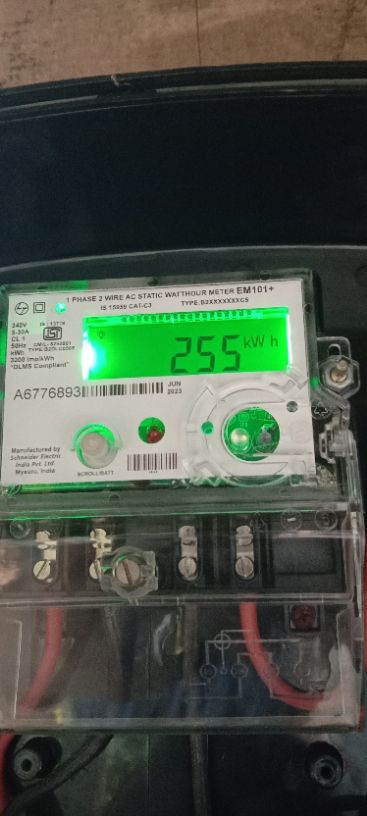 1 PHASE 2 WIRE AC STATIC WATTHOUR METER EM101+
IS 15959 CAT-C3 TYPE:B2XXXXXXXC5
240V
5-30A
CL 1
50Hz
kWh
3200 imp/kWh
"DLMS Compliant"
255 kWh
A6776893
JUN
2023
Manufactured by
Schneider Electric
India Pvt. Ltd
Mysuru, India
SCROLL/BATT